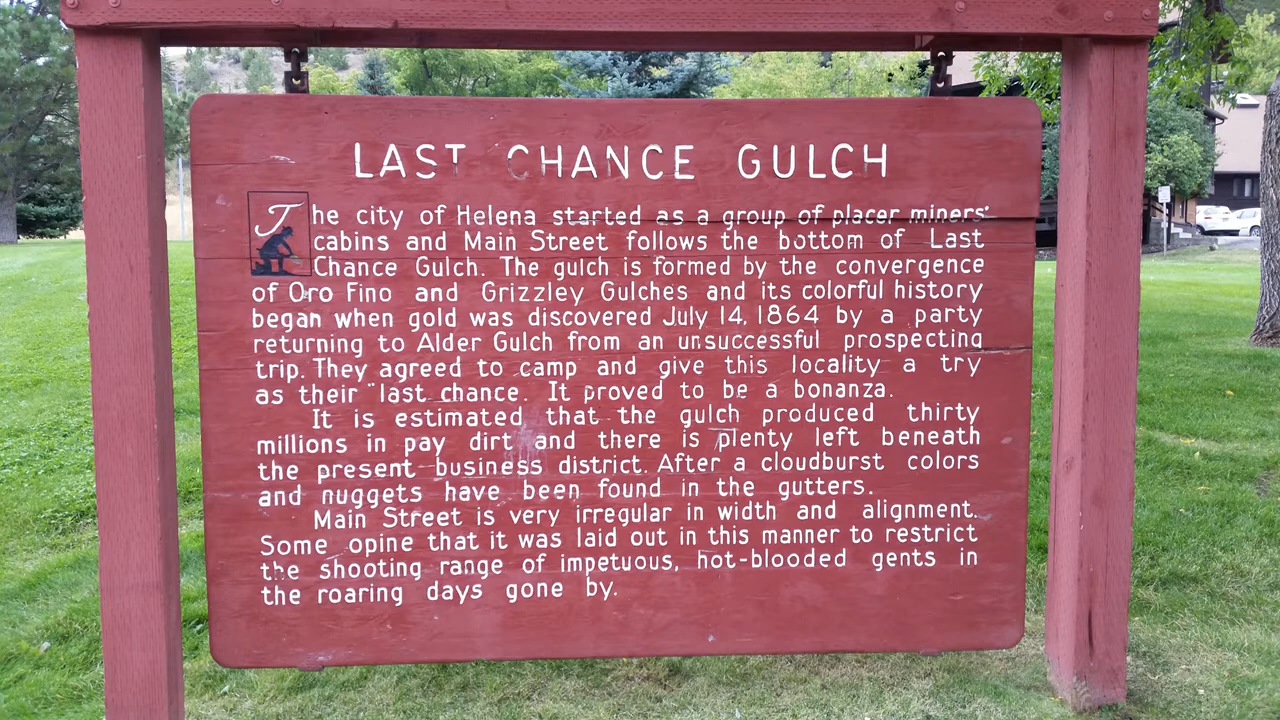 LAST CHANCE GULCH
The city of Helena started as a group of placer miners'
cabins and Main Street follows the bottom of Last
Chance Gulch. The gulch is formed by the convergence
of Oro Fino and Grizzley Gulches and its colorful history
began when gold was discovered July 14, 1864 by a party
returning to Alder Gulch from an unsuccessful prospecting
trip. They agreed to camp and give this locality a try
as their "last chance. It proved to be a bonanza.
It is estimated that the gulch produced thirty
millions in pay dirt and there is plenty left beneath
the present business district. After a cloudburst colors
and nuggets have been found in the gutters.
Main Street is very irregular in width and alignment.
Some opine that it was laid out in this manner to restrict
the shooting range of impetuous, hot-blooded gents in
the roaring days gone by.